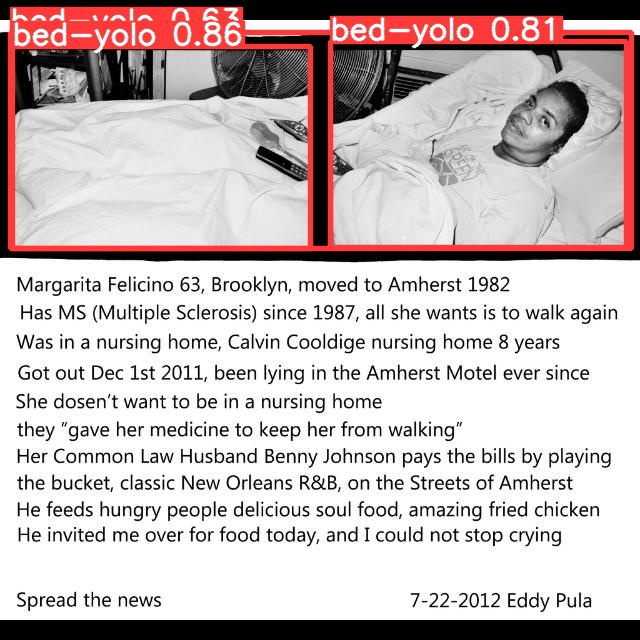 bed-yolo 0.63
bed-yolo 0.86
bed-yolo 0.81
Margarita Felicino 63, Brooklyn, moved to Amherst 1982
Has MS (Multiple Sclerosis) since 1987, all she wants is to walk again
Was in a nursing home, Calvin Cooldige nursing home 8 years
Got out Dec 1st 2011, been lying in the Amherst Motel ever since
She dosen't want to be in a nursing home
they "gave her medicine to keep her from walking"
Her Common Law Husband Benny Johnson pays the bills by playing
the bucket, classic New Orleans R&B, on the Streets of Amherst
He feeds hungry people delicious soul food, amazing fried chicken
He invited me over for food today, and I could not stop crying
Spread the news
7-22-2012 Eddy Pula